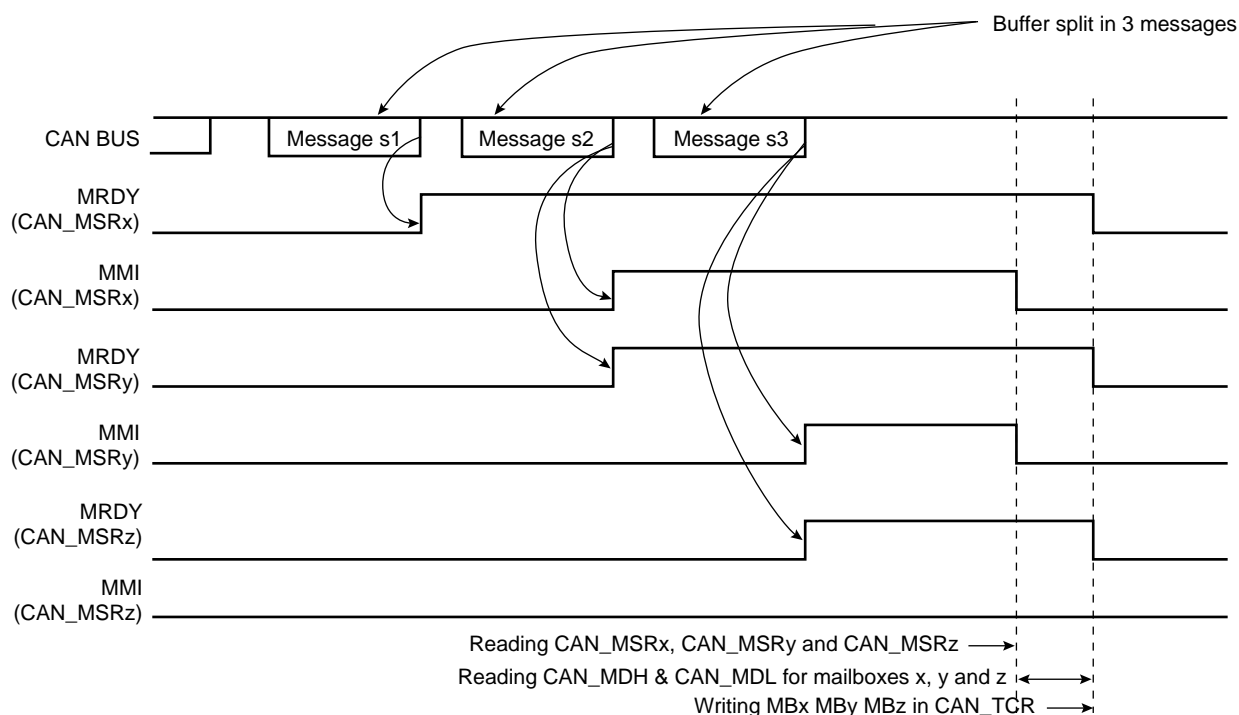 Buffer split in 3 messages
CAN BUS
Message s1
Message s2
Message s3
MRDY
(CAN_MSRx)
MMI
(CAN_MSRx)
MRDY
(CAN_MSRy)
MMI
(CAN_MSRy)
MRDY
(CAN_MSRz)
MMI
(CAN_MSRz)
Reading CAN_MSRx, CAN_MSRy and CAN_MSRz
Reading CAN_MDH & CAN_MDL for mailboxes x, y and z
Writing MBx MBy MBz in CAN_TCR